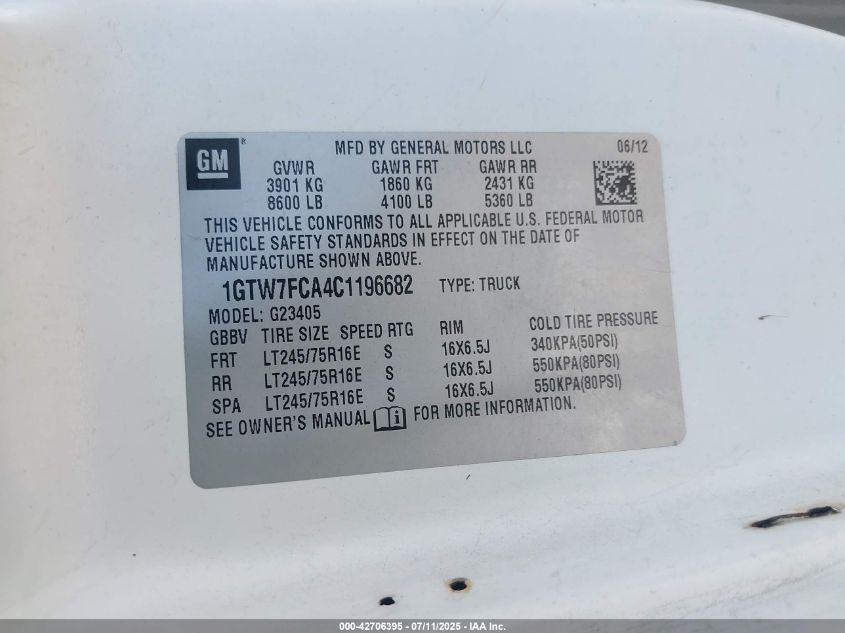 GM ®
MFD BY GENERAL MOTORS LLC 06/12
GVWR GAWR FRT GAWR RR
3901 KG 1860 KG 2431 KG
8600 LB 4100 LB 5360 LB
THIS VEHICLE CONFORMS TO ALL APPLICABLE U.S. FEDERAL MOTOR
VEHICLE SAFETY STANDARDS IN EFFECT ON THE DATE OF
MANUFACTURE SHOWN ABOVE.
1GTW7FCA4C1196682 TYPE: TRUCK
MODEL: G23405
GBBV TIRE SIZE SPEED RTG RIM COLD TIRE PRESSURE
FRT LT245/75R16E S 16X6.5J 340KPA(50PSI)
RR LT245/75R16E S 16X6.5J 550KPA(80PSI)
SPA LT245/75R16E S 16X6.5J 550KPA(80PSI)
SEE OWNER'S MANUAL i FOR MORE INFORMATION.
000-42706395 - 07/11/2025 - IAA Inc.